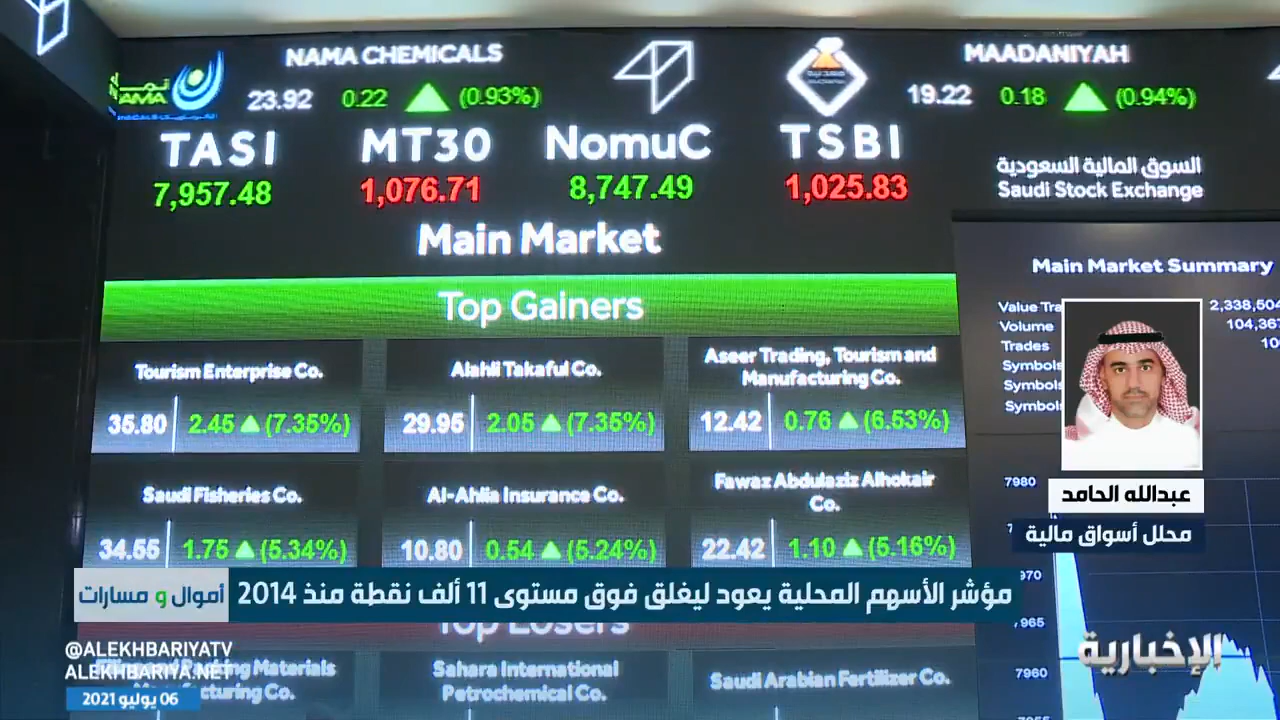 NAMA CHEMICALS
MAADANIYAH
23.92 0.22 (0.93%)
19.22 0.18 (0.94%)
TASI MT30 NomuC TSBI
7,957.48 1,076.71 8,747.49 1,025.83
السوق المالية السعودية
Saudi Stock Exchange
Main Market
Top Gainers
Tourism Enterprise Co.
35.80 2.45 (7.35%)
Alahli Takaful Co.
29.95 2.05 (7.35%)
Aseer Trading, Tourism and
Manufacturing Co.
12.42 0.76 (6.53%)
Saudi Fisheries Co.
34.55 1.75 (5.34%)
Al-Ahlia Insurance Co.
10.80 0.54 (5.24%)
Fawaz Abdulaziz Alhokair
Co.
22.42 1.10 (5.16%)
Top Losers
Materials
Manufacturing Co.
Sahara International
Petrochemical Co.
Saudi Arabian Fertilizer Co.
Main Market Summary
Value
Volume
Trades
Symbols
Symbols
Symbols
7980
7960
عبدالله الحامد
محلل أسواق مالية
مؤشر الأسهم المحلية يعود ليغلق فوق مستوى 11 ألف نقطة منذ 2014
أموال و مسارات
الإخبارية
@ALEKHBARIYATV
ALEKHBARIYA.NET
06 يوليو 2021